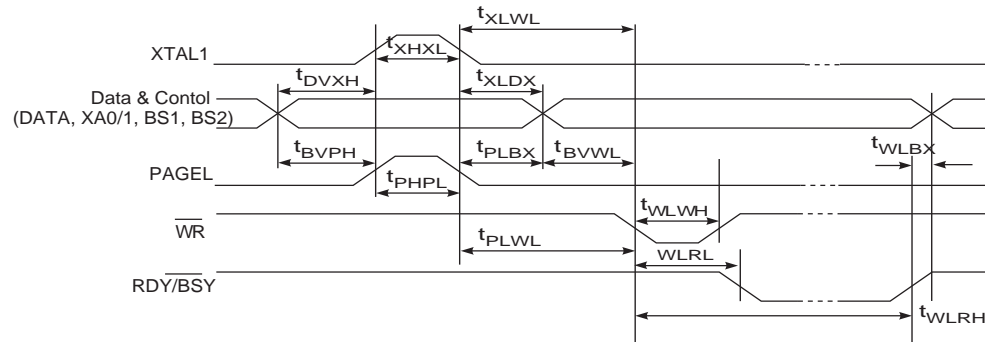 tXLWL
XTAL1
tXHXL
tDVXH
tXLDX
Data & Contol
(DATA, XA0/1, BS1, BS2)
tBVPH
tPLBX
tBVWL
tWLBX
PAGEL
tPHPL
tWLWH
WR
tPLWL
WLRL
RDY/BSY
tWLRH